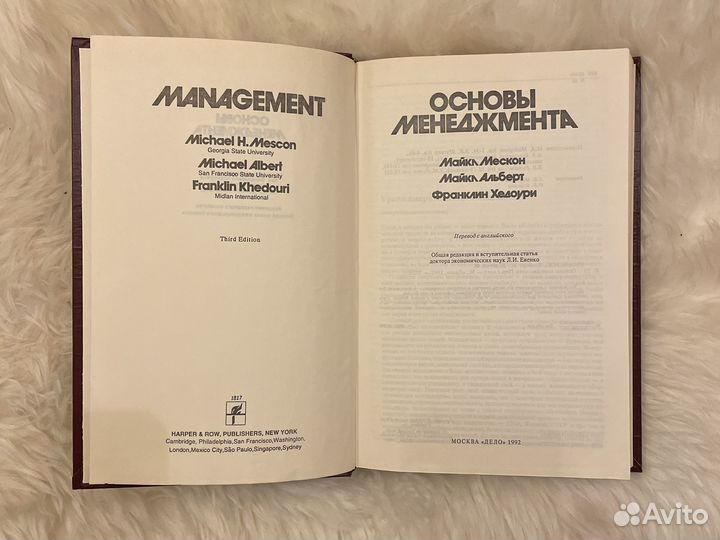 MANAGEMENT
Michael H. Mescon
Georgia State University
Michael Albert
San Francisco State University
Franklin Khedouri
Midian International
Third Edition
1817
HARPER & ROW, PUBLISHERS, NEW YORK
Cambridge, Philadelphia,San Francisco,Washington,
London,Mexico City,São Paulo,Singapore,Sydney
ОСНОВЫ
МЕНЕДЖМЕНТА
Майкл Мескон
Майкл Альберт
Франклин Хедоури
Перевод с английского
Общая редакция и вступительная статья
доктора экономических наук Л.И. Евенко
МОСКВА «ДЕЛО» 1992
Avito